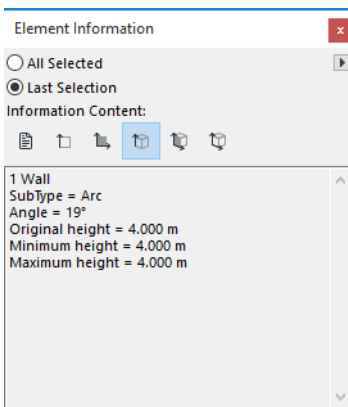 Element Information
x
All Selected
Last Selection
Information Content:
1 Wall
SubType = Arc
Angle = 19°
Original height = 4.000 m
Minimum height = 4.000 m
Maximum height = 4.000 m